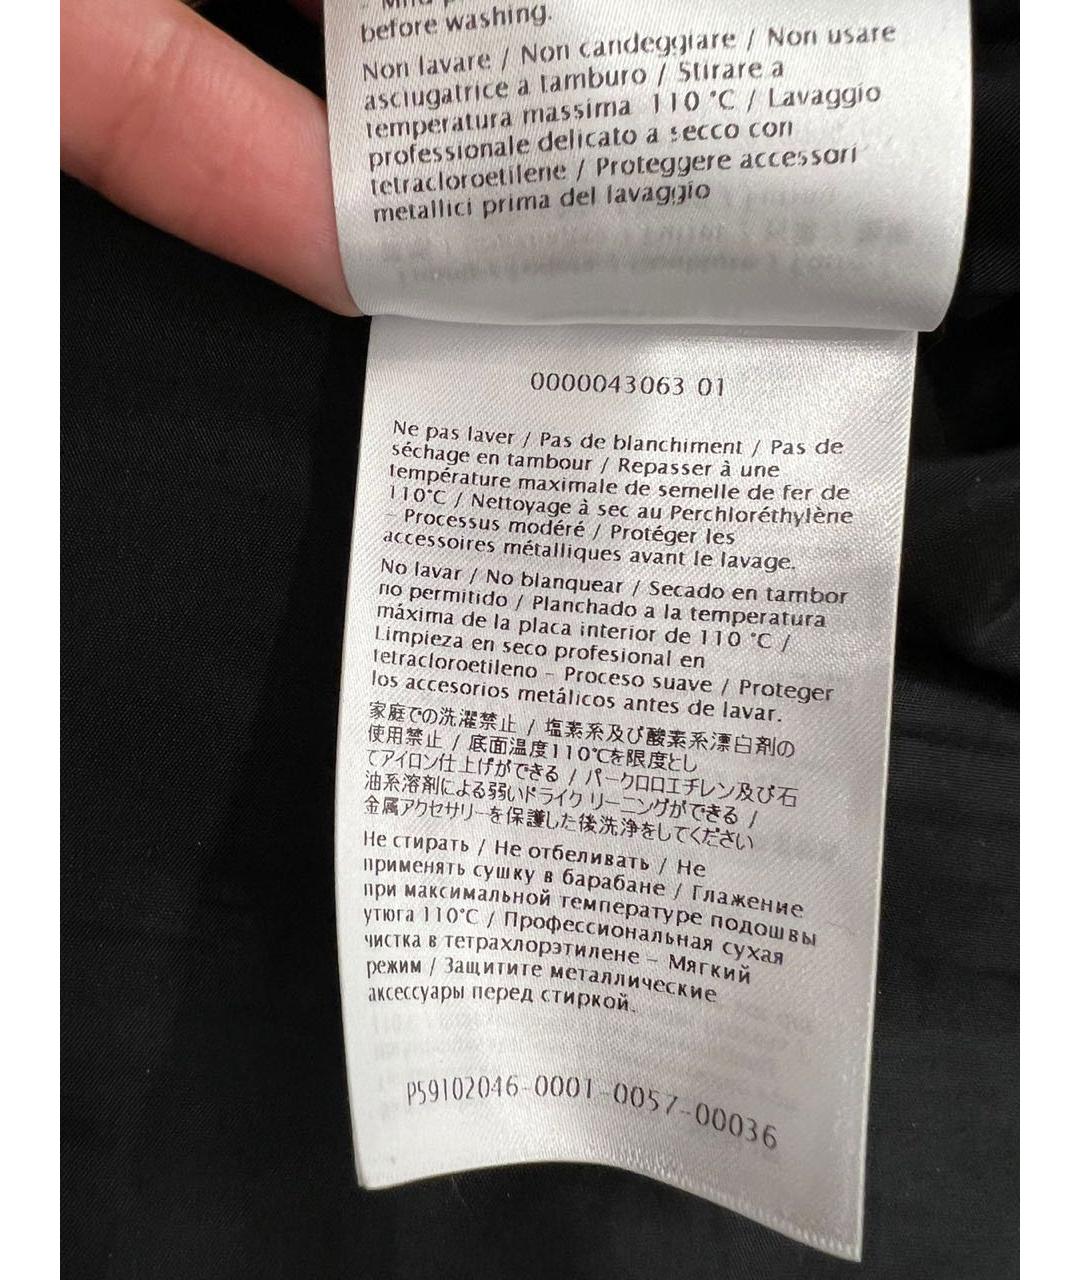 before washing.
Non lavare / Non candeggiare / Non usare
asciugatrice a tamburo / Stirare a
temperatura massima 110 °C / Lavaggio
professionale delicato a secco con
tetracloroetilene / Proteggere accessori
metallici prima del lavaggio
0000043063 01
Ne pas laver / Pas de blanchiment / Pas de
séchage en tambour / Repasser à une
température maximale de semelle de fer de
110°C / Nettoyage à sec au Perchloréthylène
– Processus modéré / Protéger les
accessoires métalliques avant le lavage.
No lavar / No blanquear / Secado en tambor
no permitido / Planchado a la temperatura
máxima de la placa interior de 110 °C /
Limpieza en seco profesional en
tetracloroetileno – Proceso suave / Proteger
los accesorios metálicos antes de lavar.
家庭での洗濯禁止 / 塩素系及び酸素系漂白剤の
使用禁止 / 底面温度110℃を限度とし
てアイロン仕上げができる / パークロロエチレン及び石
油系溶剤による弱いドライクリーニングができる /
金属アクセサリーを保護した後洗浄をしてください
Не стирать / Не отбеливать / Не
применять сушку в барабане / Глажение
при максимальной температуре подошвы
утюга 110°C / Профессиональная сухая
чистка в тетрахлорэтилене – Мягкий
режим / Защитите металлические
аксессуары перед стиркой.
P59102046-0001-0057-00036